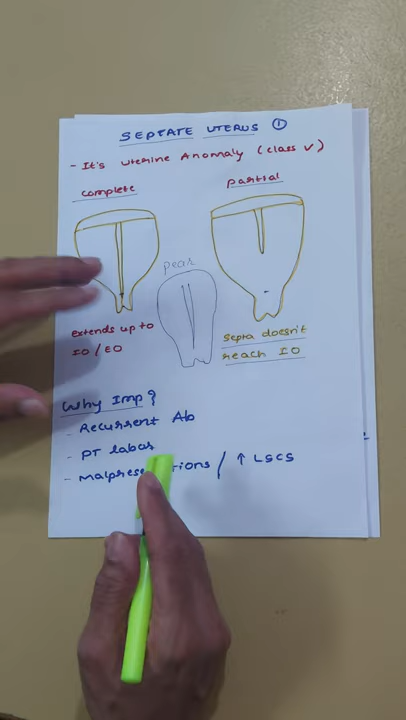 SEPTATE UTERUS ①
- It's Uterine Anomaly (class V)
complete
partial
pear
extends up to
IO / EO
Septa doesn't
reach IO
Why Imp?
- Recurrent Ab
- PT labor
- Malpresentations / ↑ LSCS